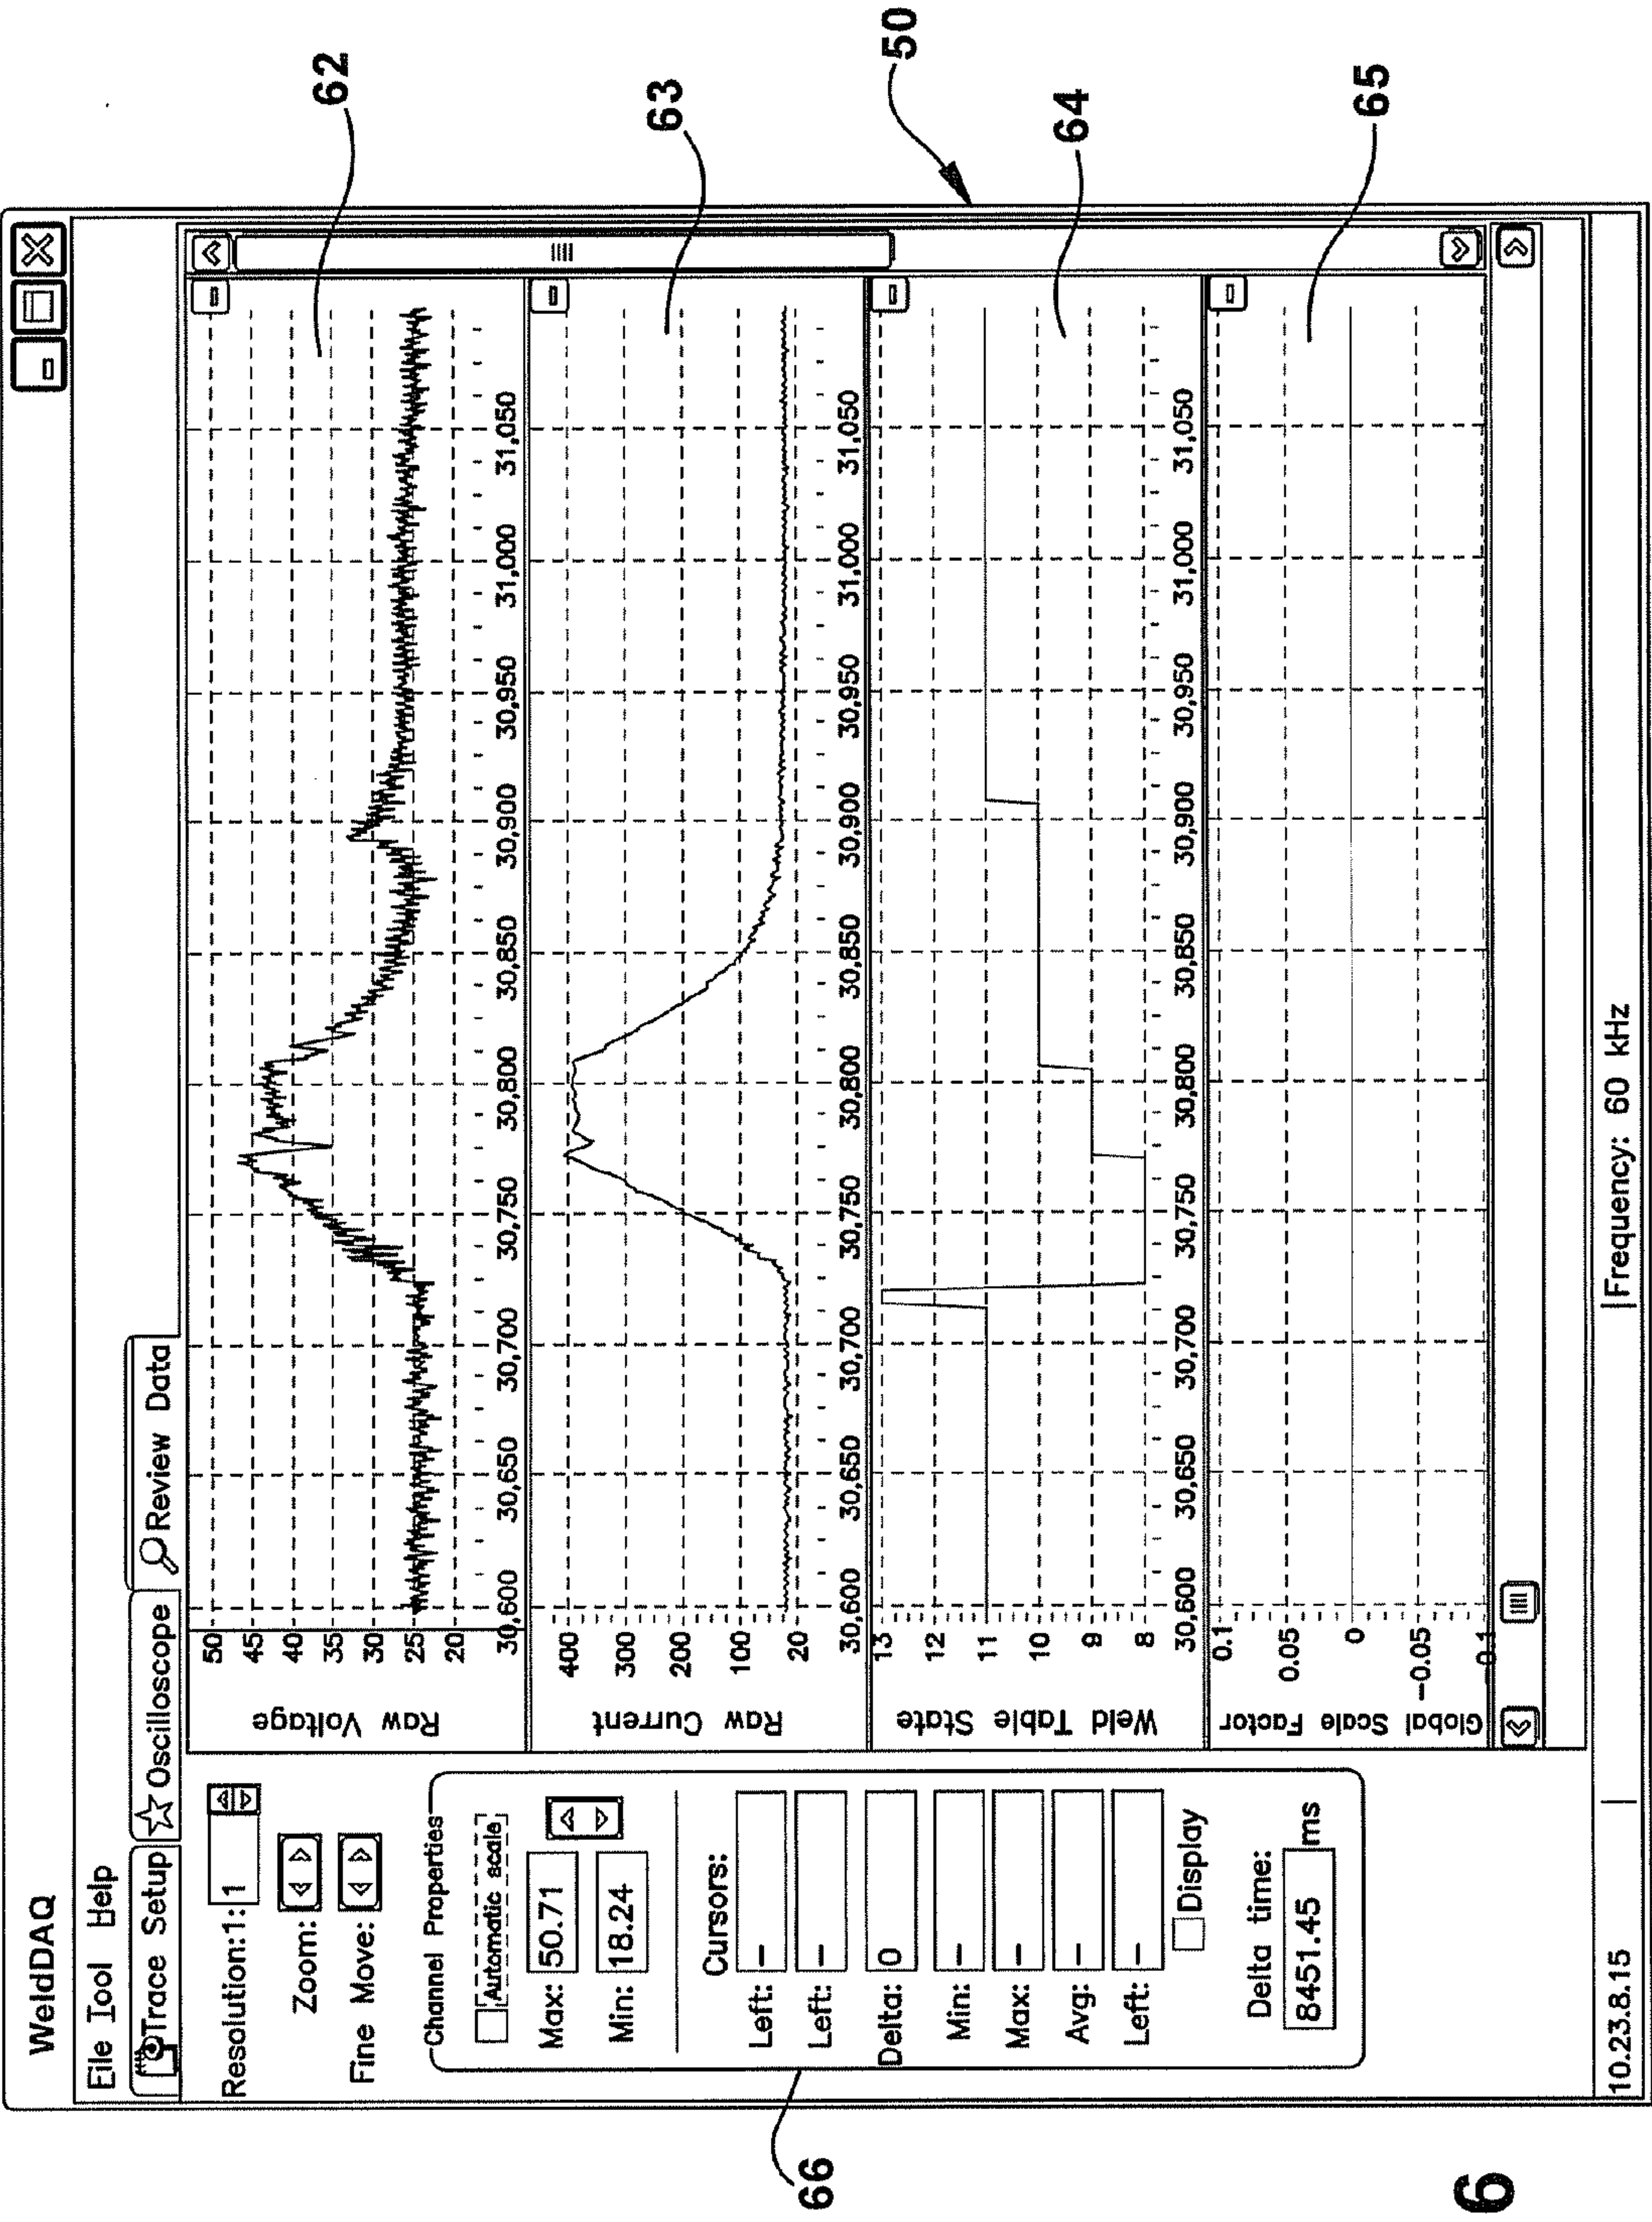 WeldDAQ
File Tool Help
Trace Setup
Oscilloscope
Review Data
Resolution:1: 1
Zoom:
Fine Move:
Channel Properties
Automatic scale
Max: 50.71
Min: 18.24
Cursors:
Left: –
Left: –
Delta: 0
Min: –
Max: –
Avg: –
Left: –
Display
Delta time:
8451.45 ms
Raw Voltage
50
45
40
35
30
25
20
30,600 30,650 30,700 30,750 30,800 30,850 30,900 30,950 31,000 31,050
Raw Current
400
300
200
100
20
30,600 30,650 30,700 30,750 30,800 30,850 30,900 30,950 31,000 31,050
Weld Table State
13
12
11
10
9
8
30,600 30,650 30,700 30,750 30,800 30,850 30,900 30,950 31,000 31,050
Global Scale Factor
0.1
0.05
0
-0.05
-0.1
10.23.8.15
Frequency: 60 kHz
62
63
50
64
65
66
6